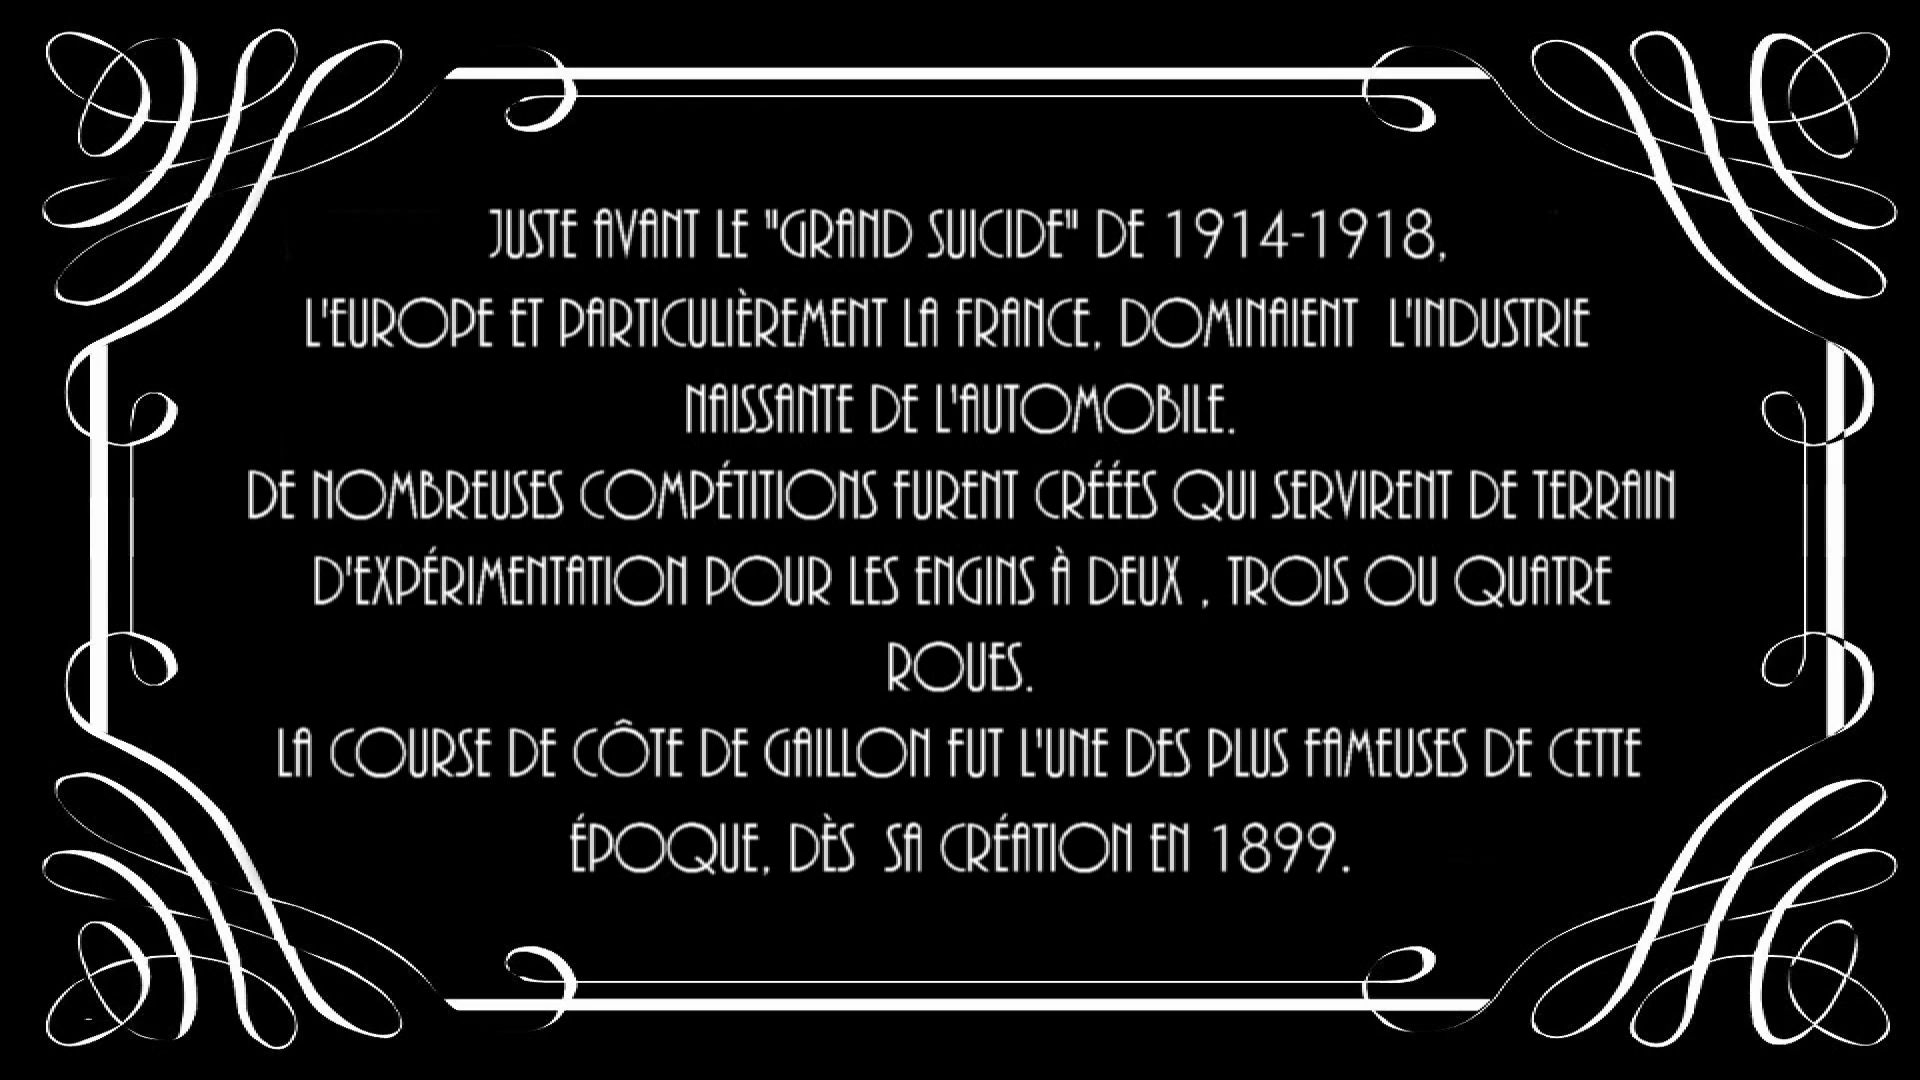 JUSTE AVANT LE "GRAND SUICIDE" DE 1914-1918,
L'EUROPE ET PARTICULIÈREMENT LA FRANCE, DOMINAIENT L'INDUSTRIE
NAISSANTE DE L'AUTOMOBILE.
DE NOMBREUSES COMPÉTITIONS FURENT CRÉÉES QUI SERVIRENT DE TERRAIN
D'EXPÉRIMENTATION POUR LES ENGINS À DEUX , TROIS OU QUATRE
ROUES.
LA COURSE DE CÔTE DE GAILLON FUT L'UNE DES PLUS FAMEUSES DE CETTE
ÉPOQUE, DÈS SA CRÉATION EN 1899.